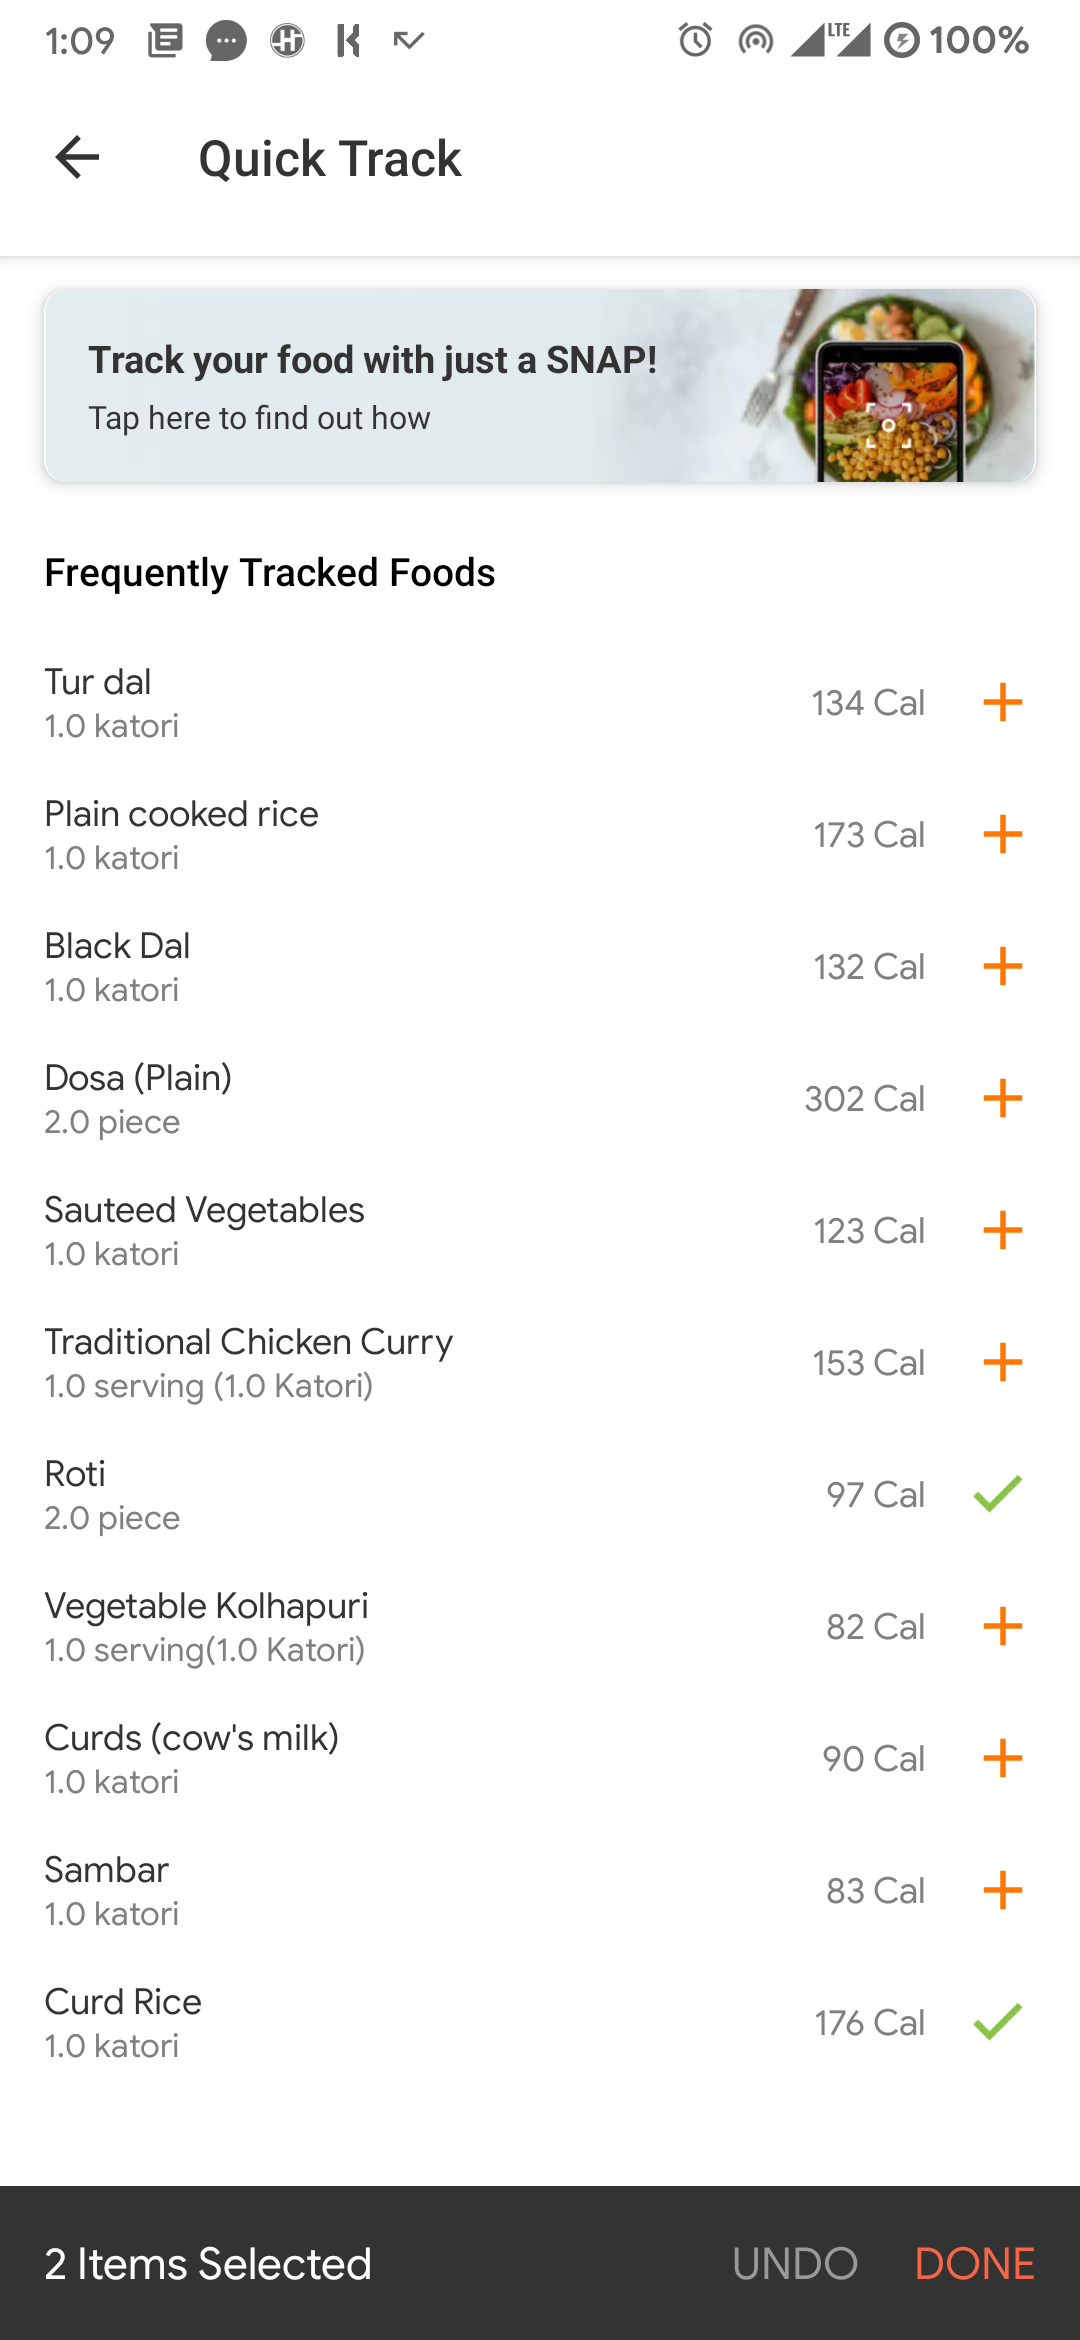 1:09
LTE
100%
Quick Track
Track your food with just a SNAP!
Tap here to find out how
Frequently Tracked Foods
Tur dal
1.0 katori
134 Cal
Plain cooked rice
1.0 katori
173 Cal
Black Dal
1.0 katori
132 Cal
Dosa (Plain)
2.0 piece
302 Cal
Sauteed Vegetables
1.0 katori
123 Cal
Traditional Chicken Curry
1.0 serving (1.0 Katori)
153 Cal
Roti
2.0 piece
97 Cal
Vegetable Kolhapuri
1.0 serving(1.0 Katori)
82 Cal
Curds (cow's milk)
1.0 katori
90 Cal
Sambar
1.0 katori
83 Cal
Curd Rice
1.0 katori
176 Cal
2 Items Selected
UNDO
DONE